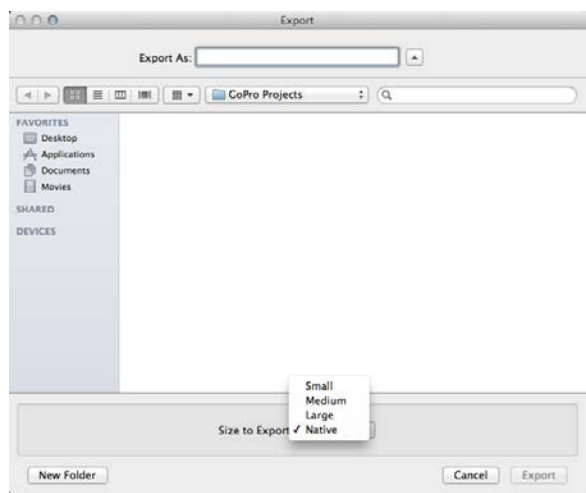 Export
Export As:
GoPro Projects
FAVORITES
Desktop
Applications
Documents
Movies
SHARED
DEVICES
Small
Medium
Large
Size to Export ✓ Native
New Folder
Cancel
Export